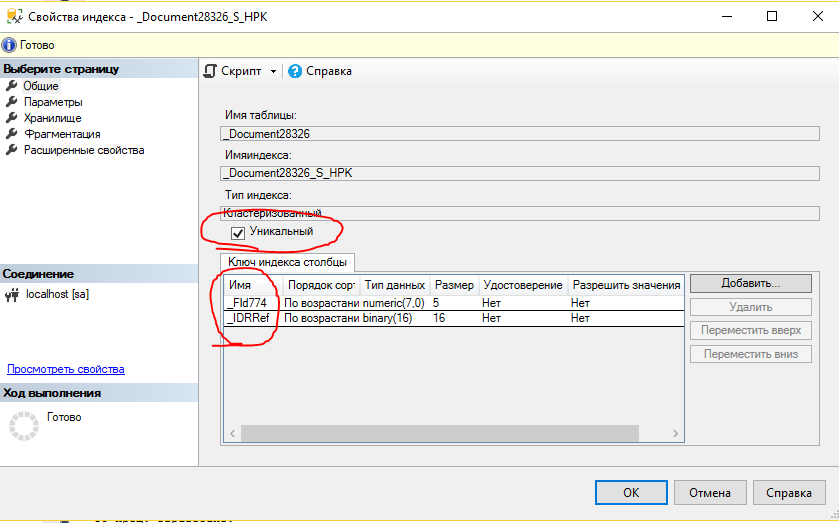 Свойства индекса - _Document28326_S_HPK
Готово
Выберите страницу
Общие
Параметры
Хранилище
Фрагментация
Расширенные свойства
Скрипт
Справка
Имя таблицы:
_Document28326
Имяиндекса:
_Document28326_S_HPK
Тип индекса:
Кластеризованный
Уникальный
Ключ индекса столбцы
Имя Порядок сорт Тип данных Размер Удостоверение Разрешить значения
_Fld774 По возрастани numeric(7,0) 5 Нет Нет
_IDRRef По возрастани binary(16) 16 Нет Нет
Добавить...
Удалить
Переместить вверх
Переместить вниз
Соединение
localhost [sa]
Просмотреть свойства
Ход выполнения
Готово
OK Отмена Справка